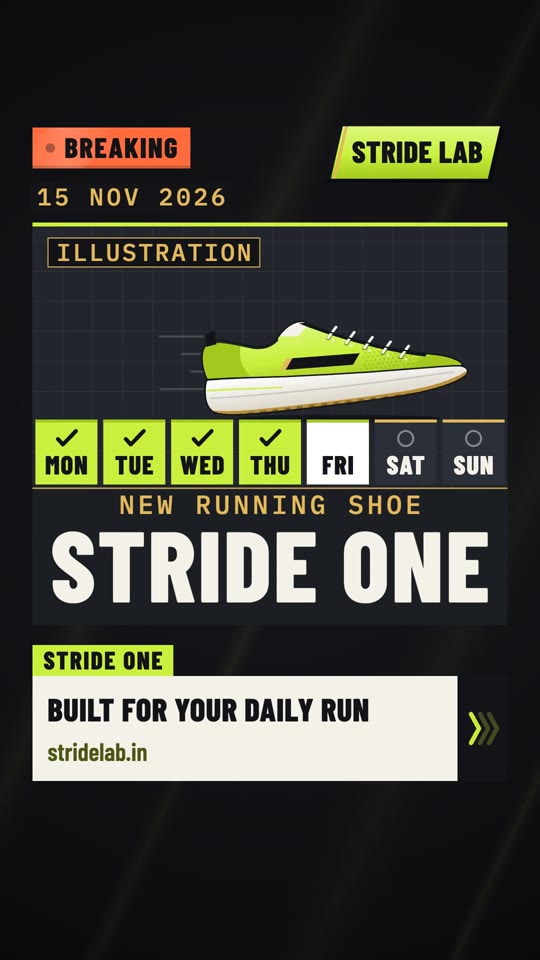 BREAKING
STRIDE LAB
15 NOV 2026
ILLUSTRATION
MON TUE WED THU FRI SAT SUN
NEW RUNNING SHOE
STRIDE ONE
STRIDE ONE
BUILT FOR YOUR DAILY RUN
stridelab.in